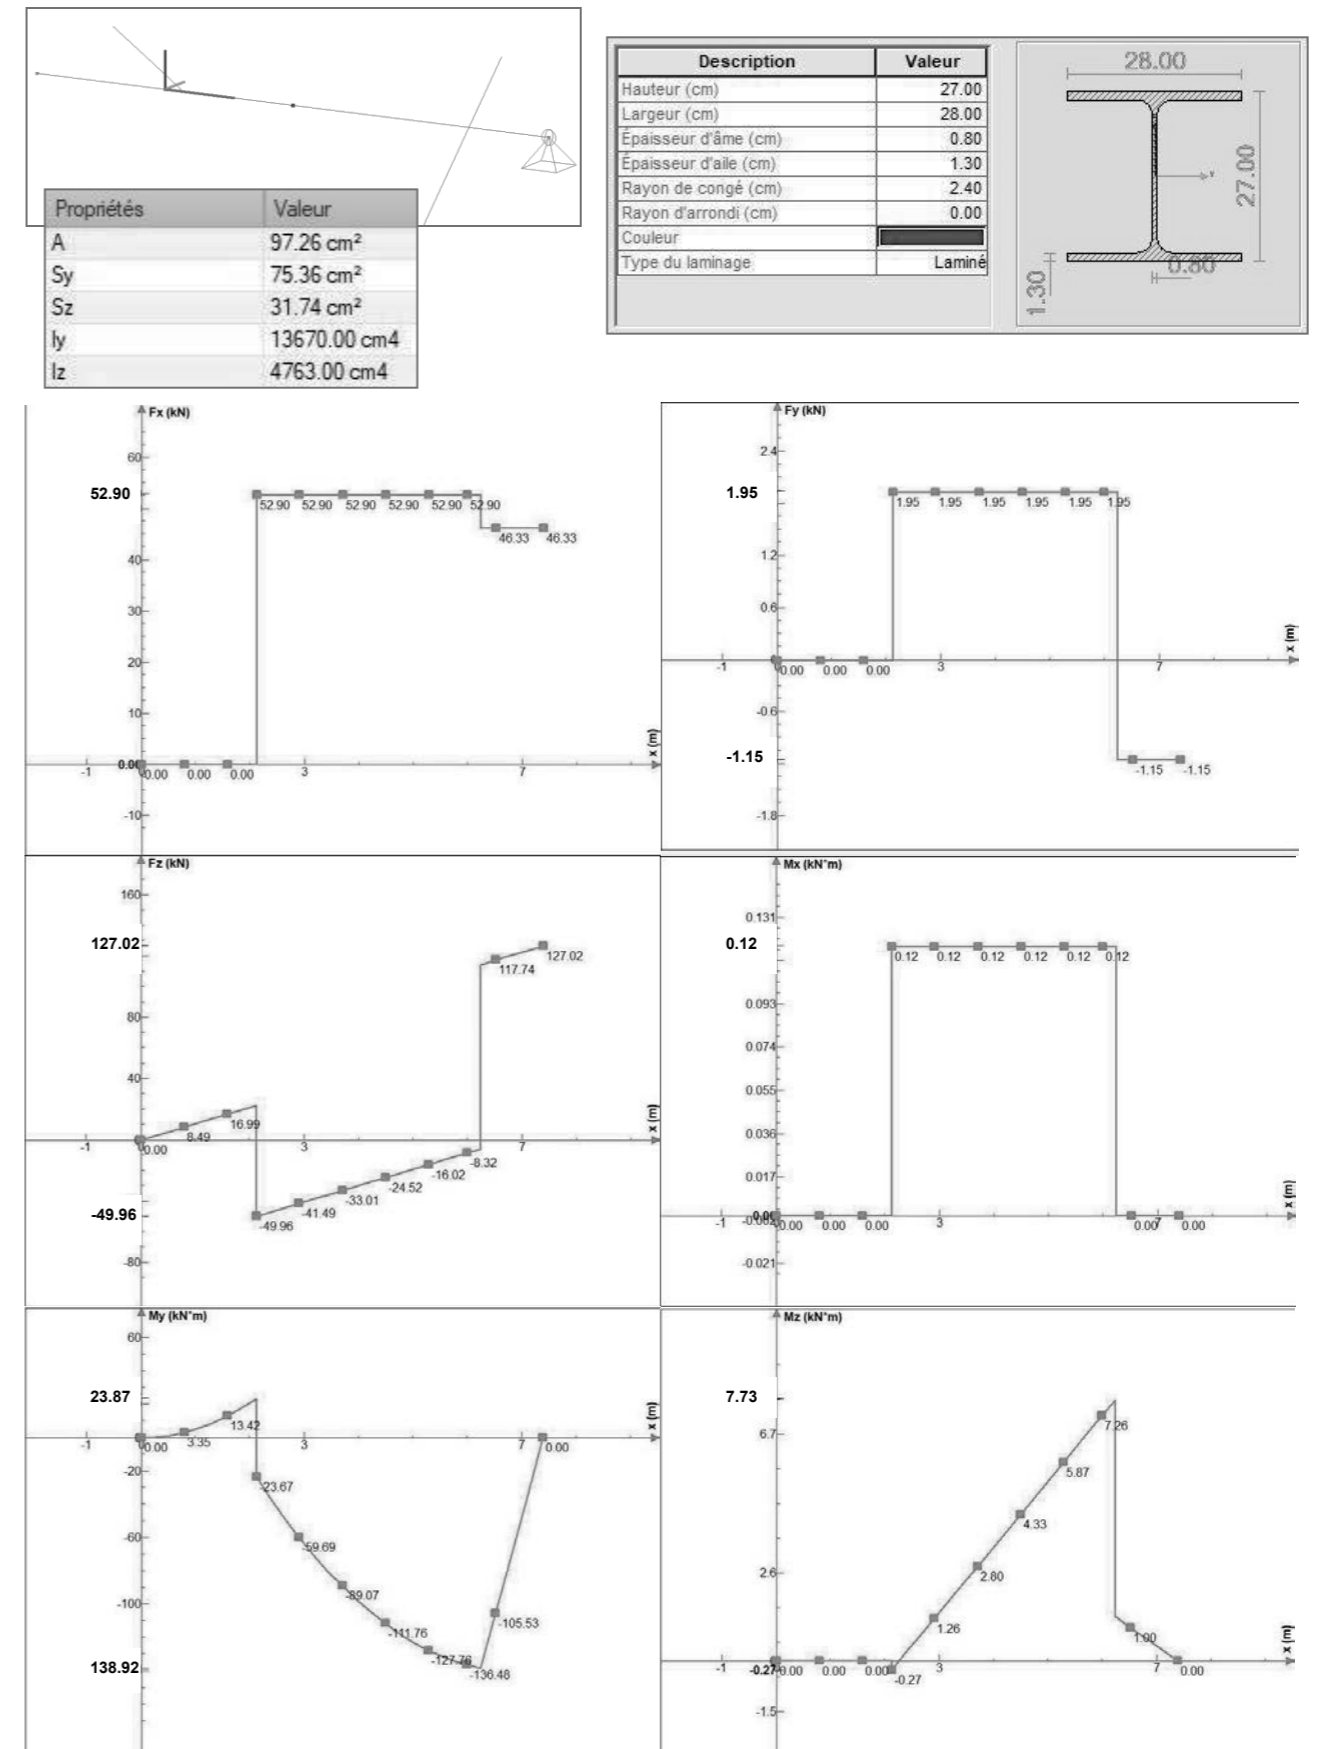 Propriétés Valeur
A 97.26 cm²
Sy 75.36 cm²
Sz 31.74 cm²
Iy 13670.00 cm4
Iz 4763.00 cm4
Description Valeur
Hauteur (cm) 27.00
Largeur (cm) 28.00
Épaisseur d'âme (cm) 0.80
Épaisseur d'aile (cm) 1.30
Rayon de congé (cm) 2.40
Rayon d'arrondi (cm) 0.00
Couleur
Type du laminage Laminé
28.00
27.00
0.80
1.30
Fx (kN)
60
52.90
52.90 52.90 52.90 52.90 52.90 52.90
46.33 46.33
40
30
20
10
x (m)
-1 0.00 0.00 0.00 3 7
-10
Fy (kN)
2.4
1.95
1.95 1.95 1.95 1.95 1.95 1.95
1.2
0.6
x (m)
-1 0.00 0.00 0.00 3 7
-0.6
-1.15
-1.15 -1.15
-1.8
Fz (kN)
160
127.02
127.02
117.74
80
40
16.99
8.49
x (m)
-1 0.00 3 7
-8.32
-16.02
-24.52
-33.01
-41.49
-49.96
-49.96
-80
Mx (kN*m)
0.131
0.12
0.12 0.12 0.12 0.12 0.12 0.12
0.093
0.074
0.055
0.036
0.017
x (m)
-1 0.00 0.00 0.00 3 0.00 7 0.00
-0.021
My (kN*m)
60
23.87
13.42
3.35
x (m)
-1 0.00 3 7 0.00
-20
-23.67
-60
-59.69
-89.07
-100
-105.53
-111.76
-127.76
138.92
-136.48
Mz (kN*m)
7.73
7.26
6.7
5.87
4.33
2.6
2.80
1.26
1.00
x (m)
-1 -0.27 0.00 0.00 0.00 3 7 0.00
-0.27
-1.5